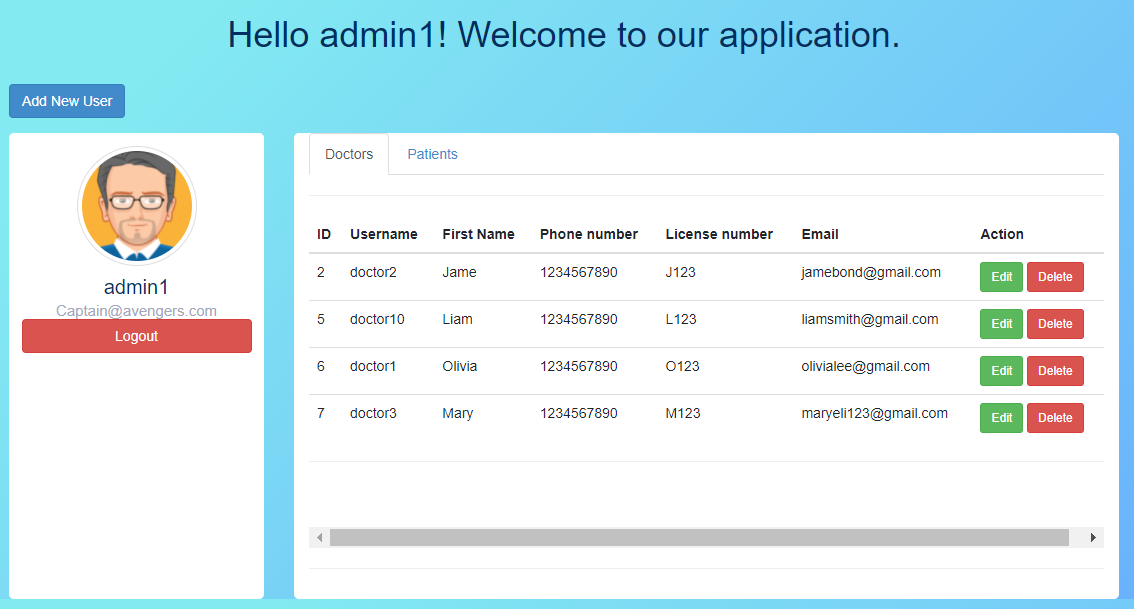 Hello admin1! Welcome to our application.
Add New User
admin1
Captain@avengers.com
Logout
Doctors Patients
ID Username First Name Phone number License number Email Action
2 doctor2 Jame 1234567890 J123 jamebond@gmail.com Edit Delete
5 doctor10 Liam 1234567890 L123 liamsmith@gmail.com Edit Delete
6 doctor1 Olivia 1234567890 O123 olivialee@gmail.com Edit Delete
7 doctor3 Mary 1234567890 M123 maryeli123@gmail.com Edit Delete